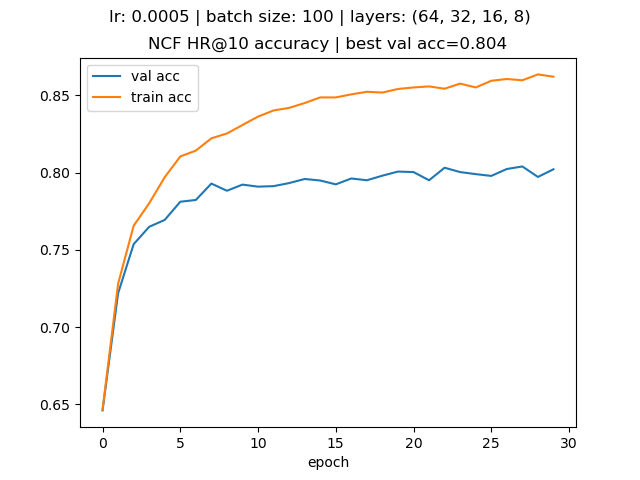 lr: 0.0005 | batch size: 100 | layers: (64, 32, 16, 8)
NCF HR@10 accuracy | best val acc=0.804
val acc
train acc
0.85
0.80
0.75
0.70
0.65
0 5 10 15 20 25 30
epoch